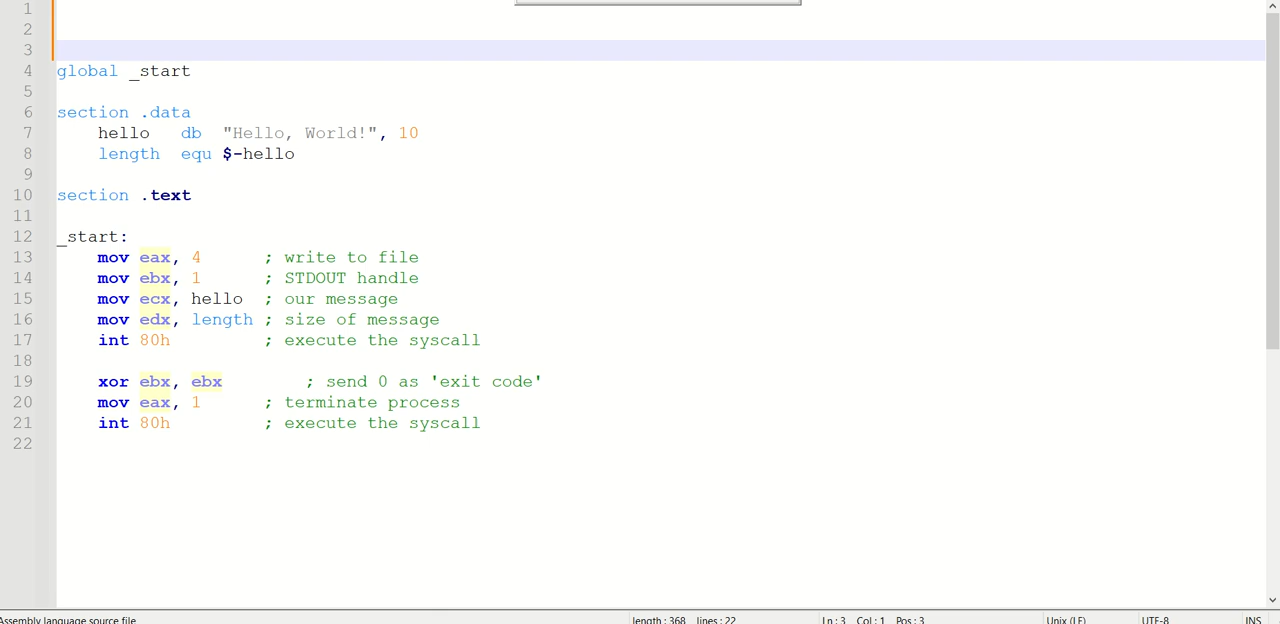 1
2
3
4 global _start
5
6 section .data
7 hello db "Hello, World!", 10
8 length equ $-hello
9
10 section .text
11
12 _start:
13 mov eax, 4 ; write to file
14 mov ebx, 1 ; STDOUT handle
15 mov ecx, hello ; our message
16 mov edx, length ; size of message
17 int 80h ; execute the syscall
18
19 xor ebx, ebx ; send 0 as 'exit code'
20 mov eax, 1 ; terminate process
21 int 80h ; execute the syscall
22
Assembly language source file length : 368 lines : 22 Ln : 3 Col : 1 Pos : 3 Unix (LF) UTF-8 INS